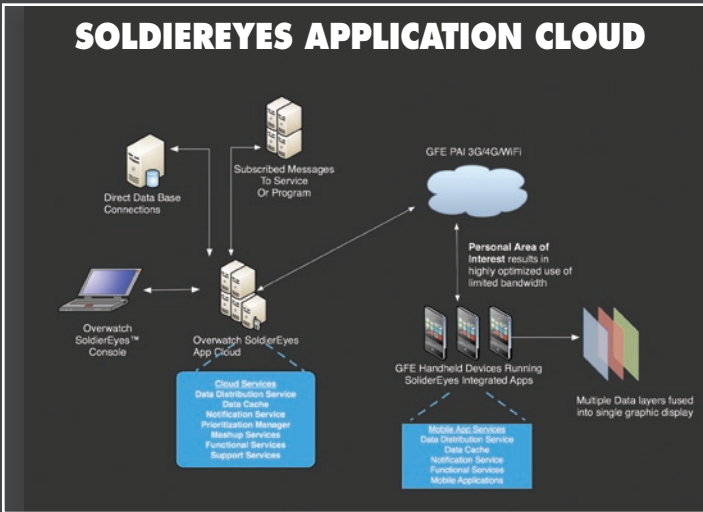 SOLDIEREYES APPLICATION CLOUD
Direct Data Base
Connections
Subscribed Messages
To Service
Or Program
GFE PAI 3G/4G/WiFi
Personal Area of
Interest results in
highly optimized use of
limited bandwidth
Overwatch
SoldierEyes™
Console
Overwatch SoldierEyes
App Cloud
GFE Handheld Devices Running
SoliderEyes Integrated Apps
Multiple Data layers fused
into single graphic display
Cloud Services
Data Distribution Service
Data Cache
Notification Service
Prioritization Manager
Mashup Services
Functional Services
Support Services
Mobile App Services
Data Distribution Service
Data Cache
Notification Service
Functional Services
Mobile Applications